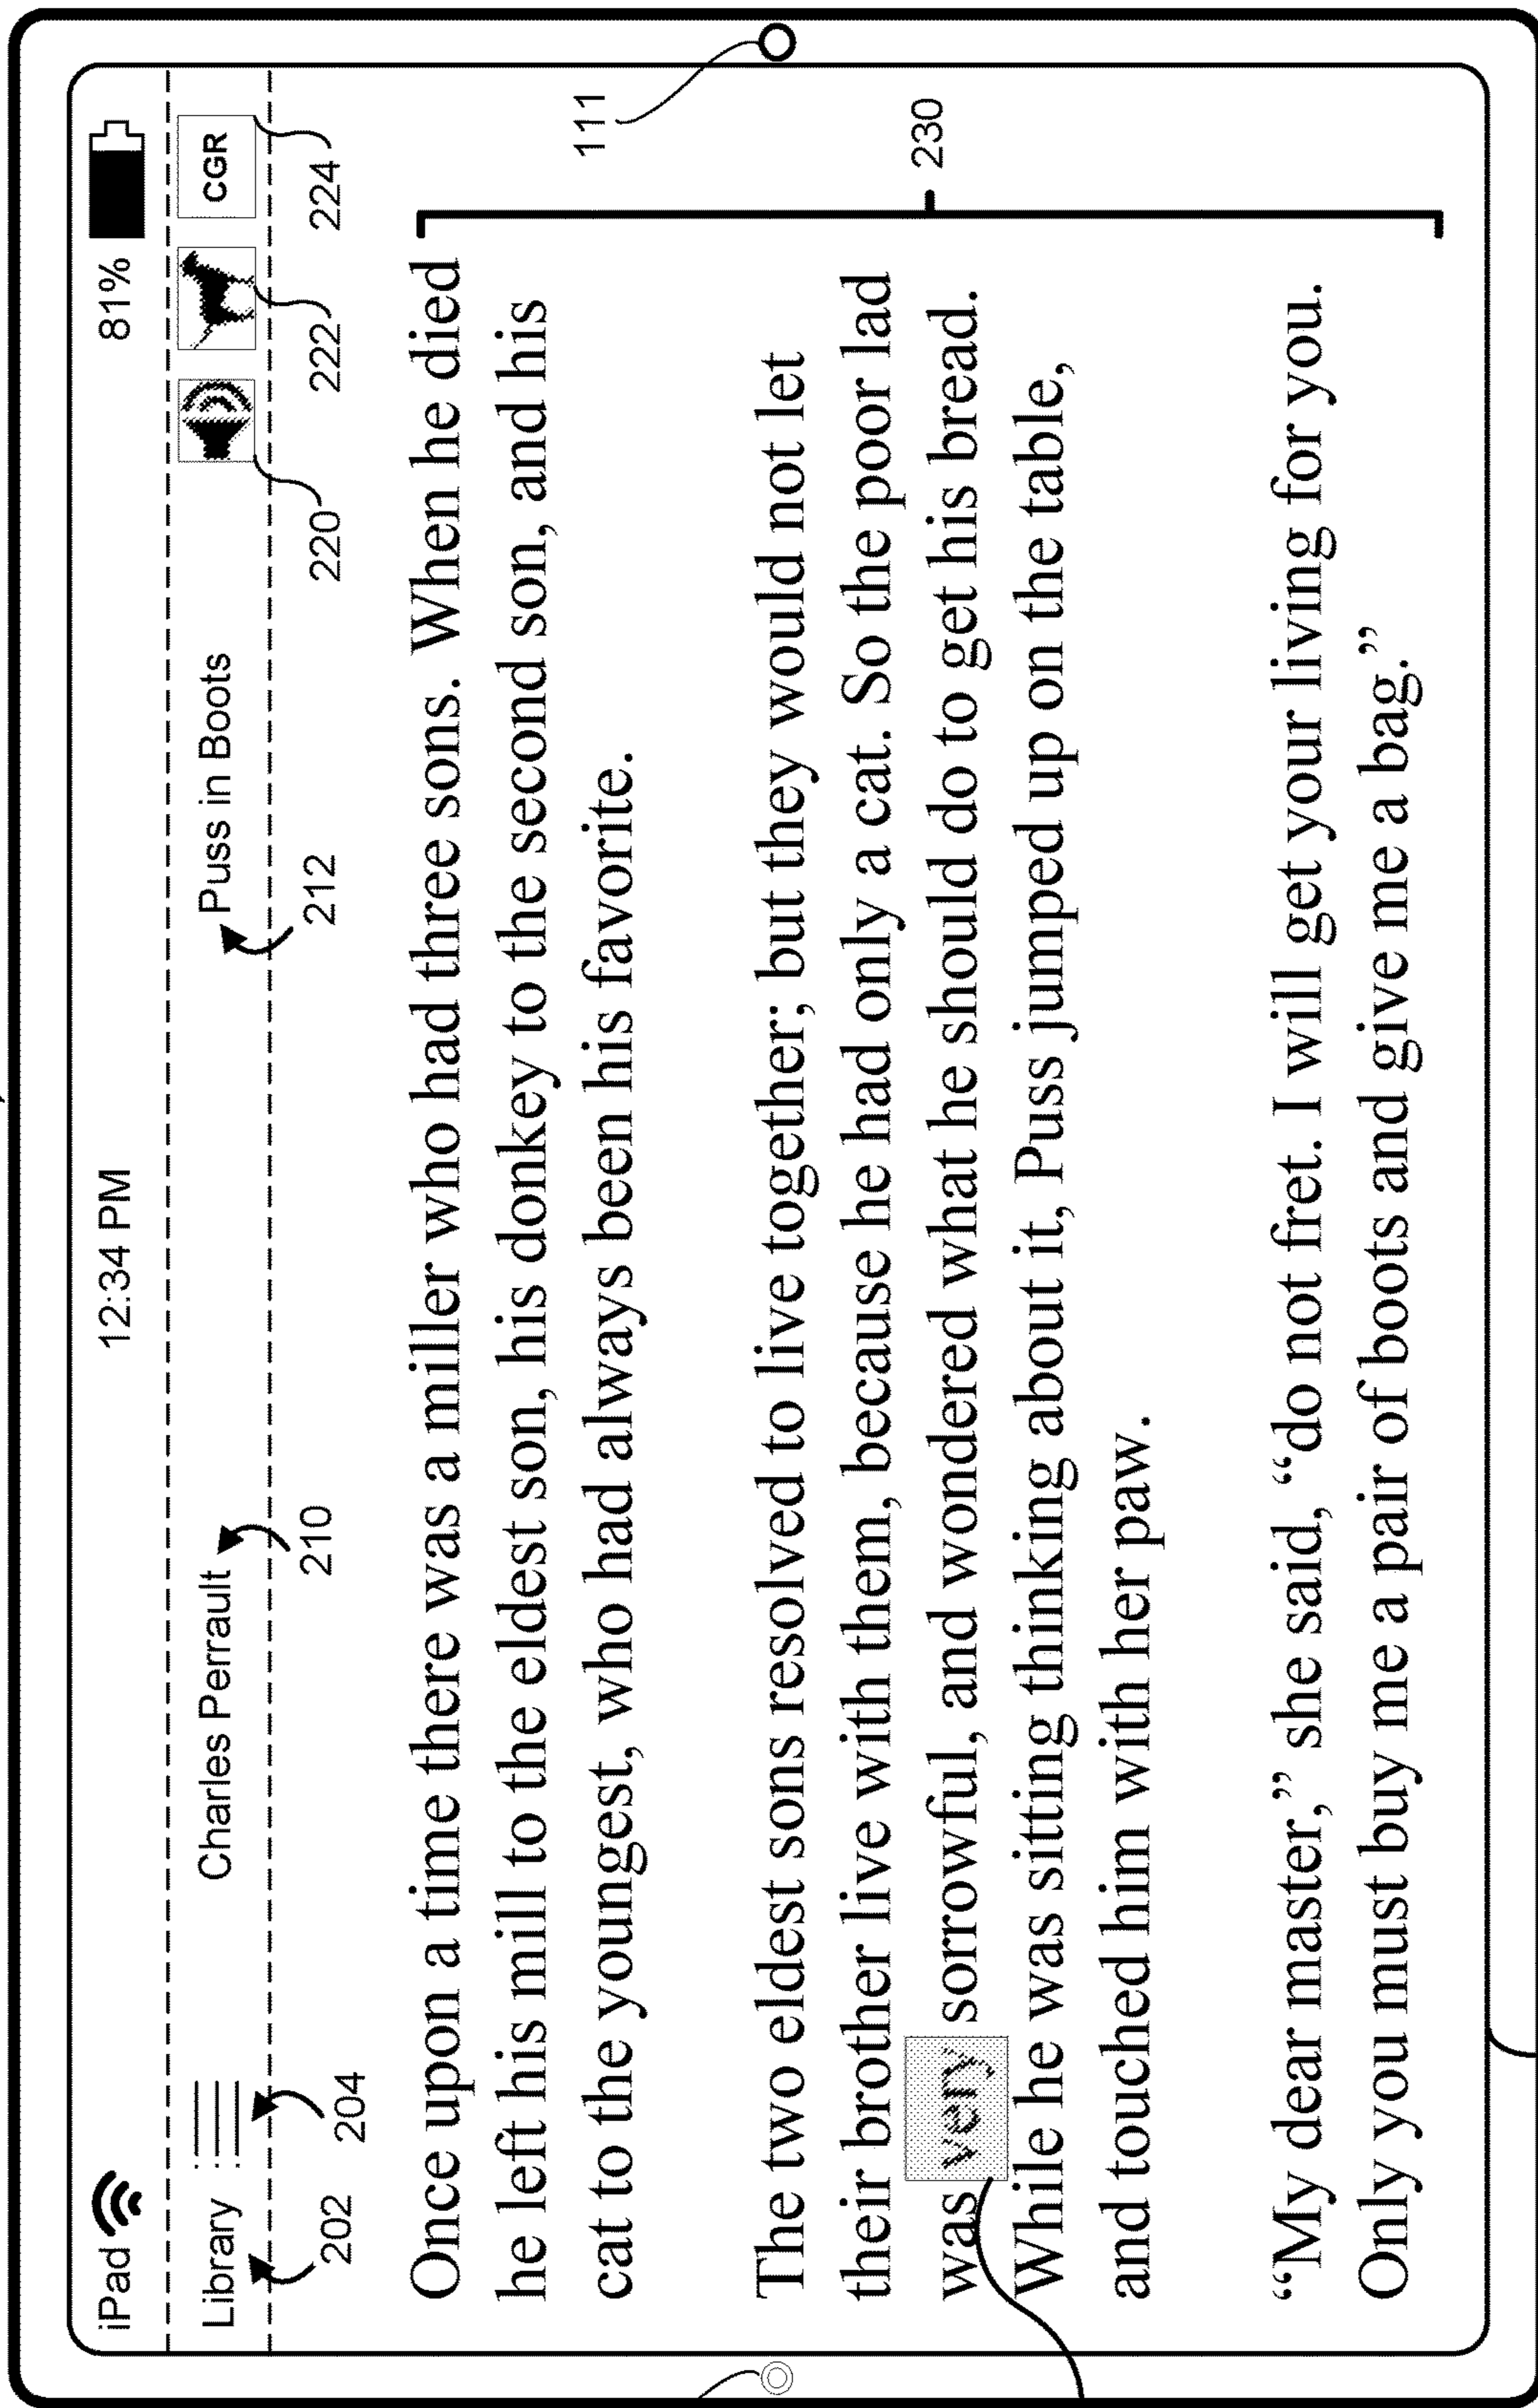 iPad 12:34 PM 81%
Library Charles Perrault Puss in Boots CGR
202 204 210 212 220 222 224
111
Once upon a time there was a miller who had three sons. When he died
he left his mill to the eldest son, his donkey to the second son, and his
cat to the youngest, who had always been his favorite.
The two eldest sons resolved to live together; but they would not let
their brother live with them, because he had only a cat. So the poor lad
was very sorrowful, and wondered what he should do to get his bread.
While he was sitting thinking about it, Puss jumped up on the table,
and touched him with her paw.
“My dear master,” she said, “do not fret. I will get your living for you.
Only you must buy me a pair of boots and give me a bag.”
230